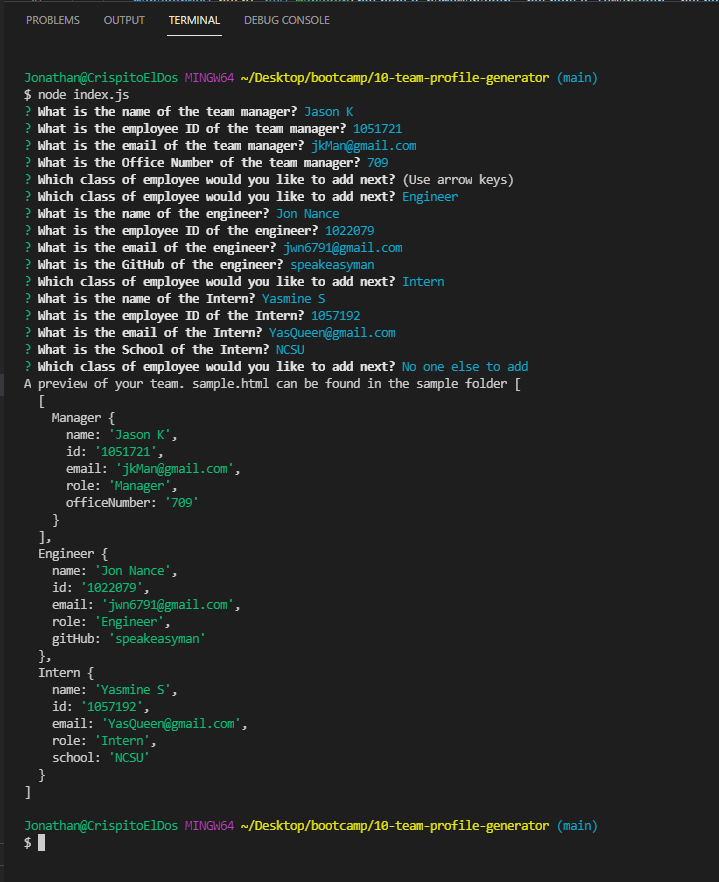 PROBLEMS OUTPUT TERMINAL DEBUG CONSOLE
Jonathan@CrispitoElDos MINGW64 ~/Desktop/bootcamp/10-team-profile-generator (main)
$ node index.js
? What is the name of the team manager? Jason K
? What is the employee ID of the team manager? 1051721
? What is the email of the team manager? jkMan@gmail.com
? What is the Office Number of the team manager? 709
? Which class of employee would you like to add next? (Use arrow keys)
? Which class of employee would you like to add next? Engineer
? What is the name of the engineer? Jon Nance
? What is the employee ID of the engineer? 1022079
? What is the email of the engineer? jwn6791@gmail.com
? What is the GitHub of the engineer? speakeasyman
? Which class of employee would you like to add next? Intern
? What is the name of the Intern? Yasmine S
? What is the employee ID of the Intern? 1057192
? What is the email of the Intern? YasQueen@gmail.com
? What is the School of the Intern? NCSU
? Which class of employee would you like to add next? No one else to add
A preview of your team. sample.html can be found in the sample folder [
  [
    Manager {
      name: 'Jason K',
      id: '1051721',
      email: 'jkMan@gmail.com',
      role: 'Manager',
      officeNumber: '709'
    }
  ],
  Engineer {
    name: 'Jon Nance',
    id: '1022079',
    email: 'jwn6791@gmail.com',
    role: 'Engineer',
    gitHub: 'speakeasyman'
  },
  Intern {
    name: 'Yasmine S',
    id: '1057192',
    email: 'YasQueen@gmail.com',
    role: 'Intern',
    school: 'NCSU'
  }
]
Jonathan@CrispitoElDos MINGW64 ~/Desktop/bootcamp/10-team-profile-generator (main)
$